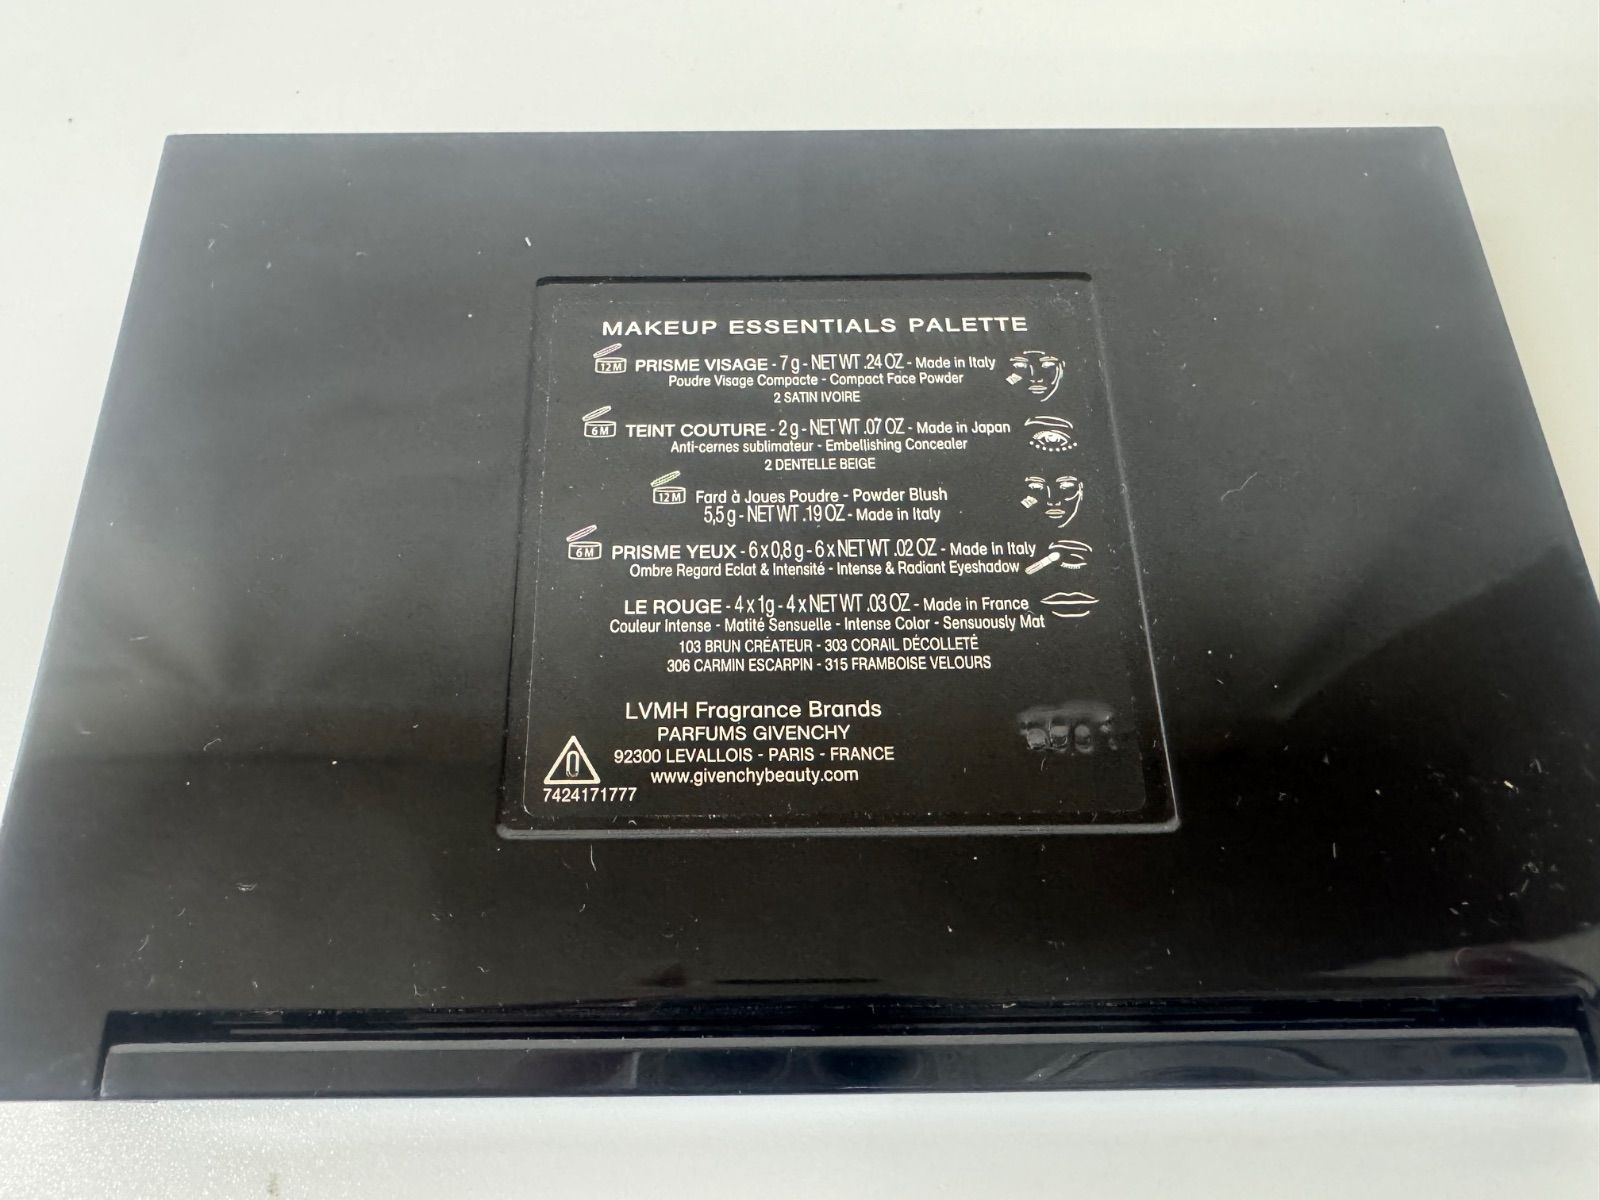 MAKEUP ESSENTIALS PALETTE
12M PRISME VISAGE - 7 g - NET WT .24 OZ - Made in Italy
Poudre Visage Compacte - Compact Face Powder
2 SATIN IVOIRE
6M TEINT COUTURE - 2 g - NET WT .07 OZ - Made in Japan
Anti-cernes sublimateur - Embellishing Concealer
2 DENTELLE BEIGE
12M Fard à Joues Poudre - Powder Blush
5,5 g - NET WT .19 OZ - Made in Italy
6M PRISME YEUX - 6 x 0,8 g - 6 x NET WT .02 OZ - Made in Italy
Ombre Regard Eclat & Intensité - Intense & Radiant Eyeshadow
LE ROUGE - 4 x 1g - 4 x NET WT .03 OZ - Made in France
Couleur Intense - Matité Sensuelle - Intense Color - Sensuously Mat
103 BRUN CRÉATEUR - 303 CORAIL DÉCOLLETÉ
306 CARMIN ESCARPIN - 315 FRAMBOISE VELOURS
LVMH Fragrance Brands
PARFUMS GIVENCHY
92300 LEVALLOIS - PARIS - FRANCE
www.givenchybeauty.com
7424171777